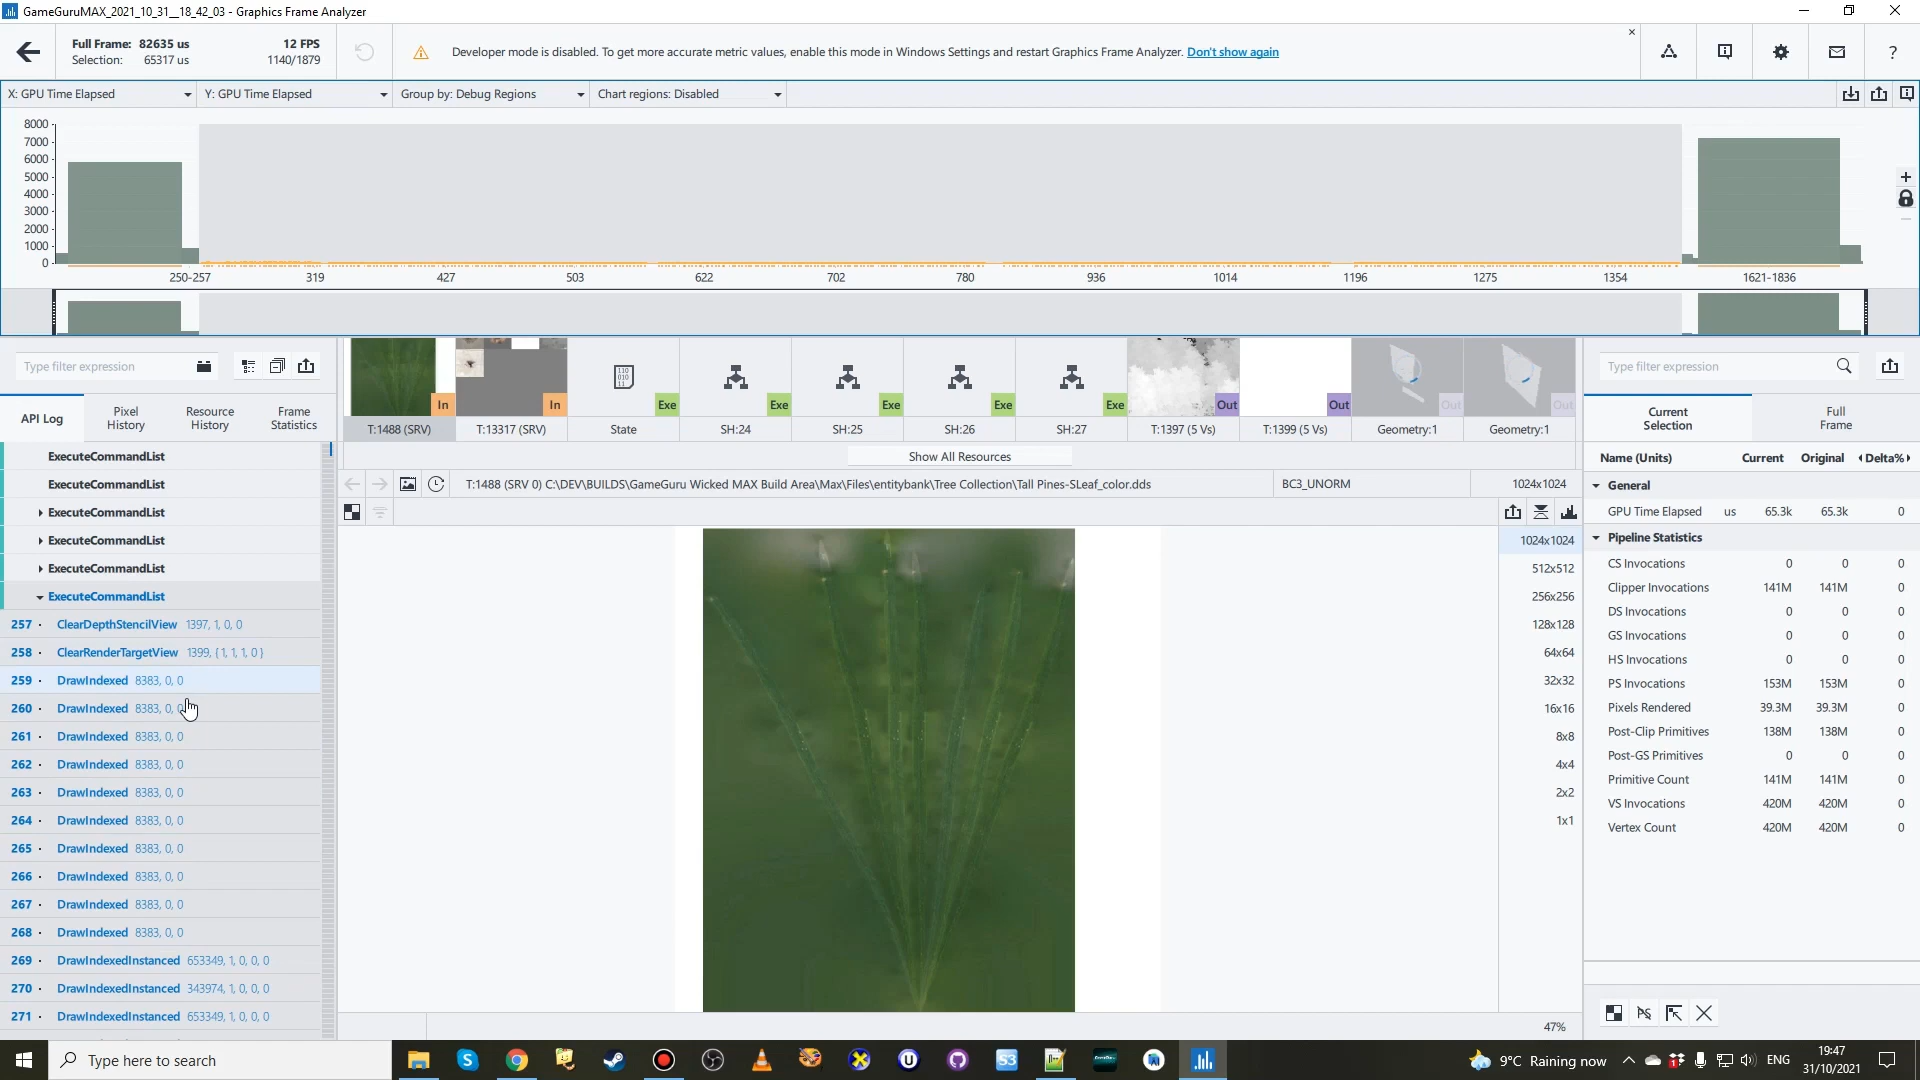 GameGuruMAX_2021_10_31__18_42_03 - Graphics Frame Analyzer
Full Frame: 82635 us 12 FPS
Selection: 65317 us 1140/1879
Developer mode is disabled. To get more accurate metric values, enable this mode in Windows Settings and restart Graphics Frame Analyzer. Don't show again
X: GPU Time Elapsed Y: GPU Time Elapsed Group by: Debug Regions Chart regions: Disabled
8000
7000
6000
5000
4000
3000
2000
1000
0
250-257 319 427 503 622 702 780 936 1014 1196 1275 1354 1621-1836
Type filter expression
API Log Pixel History Resource History Frame Statistics
ExecuteCommandList
ExecuteCommandList
ExecuteCommandList
ExecuteCommandList
ExecuteCommandList
ExecuteCommandList
257 · ClearDepthStencilView 1397, 1, 0, 0
258 · ClearRenderTargetView 1399, { 1, 1, 1, 0 }
259 · DrawIndexed 8383, 0, 0
260 · DrawIndexed 8383, 0, 0
261 · DrawIndexed 8383, 0, 0
262 · DrawIndexed 8383, 0, 0
263 · DrawIndexed 8383, 0, 0
264 · DrawIndexed 8383, 0, 0
265 · DrawIndexed 8383, 0, 0
266 · DrawIndexed 8383, 0, 0
267 · DrawIndexed 8383, 0, 0
268 · DrawIndexed 8383, 0, 0
269 · DrawIndexedInstanced 653349, 1, 0, 0, 0
270 · DrawIndexedInstanced 343974, 1, 0, 0, 0
271 · DrawIndexedInstanced 653349, 1, 0, 0, 0
In In Exe Exe Exe Exe Exe Out Out Out Out
T:1488 (SRV) T:13317 (SRV) State SH:24 SH:25 SH:26 SH:27 T:1397 (5 Vs) T:1399 (5 Vs) Geometry:1 Geometry:1
Show All Resources
T:1488 (SRV 0) C:\DEV\BUILDS\GameGuru Wicked MAX Build Area\Max\Files\entitybank\Tree Collection\Tall Pines-SLeaf_color.dds BC3_UNORM 1024x1024
1024x1024
512x512
256x256
128x128
64x64
32x32
16x16
8x8
4x4
2x2
1x1
47%
Type filter expression
Current Selection Full Frame
Name (Units) Current Original Delta%
General
GPU Time Elapsed us 65.3k 65.3k 0
Pipeline Statistics
CS Invocations 0 0 0
Clipper Invocations 141M 141M 0
DS Invocations 0 0 0
GS Invocations 0 0 0
HS Invocations 0 0 0
PS Invocations 153M 153M 0
Pixels Rendered 39.3M 39.3M 0
Post-Clip Primitives 138M 138M 0
Post-GS Primitives 0 0 0
Primitive Count 141M 141M 0
VS Invocations 420M 420M 0
Vertex Count 420M 420M 0
Type here to search
9°C Raining now ENG 19:47
31/10/2021